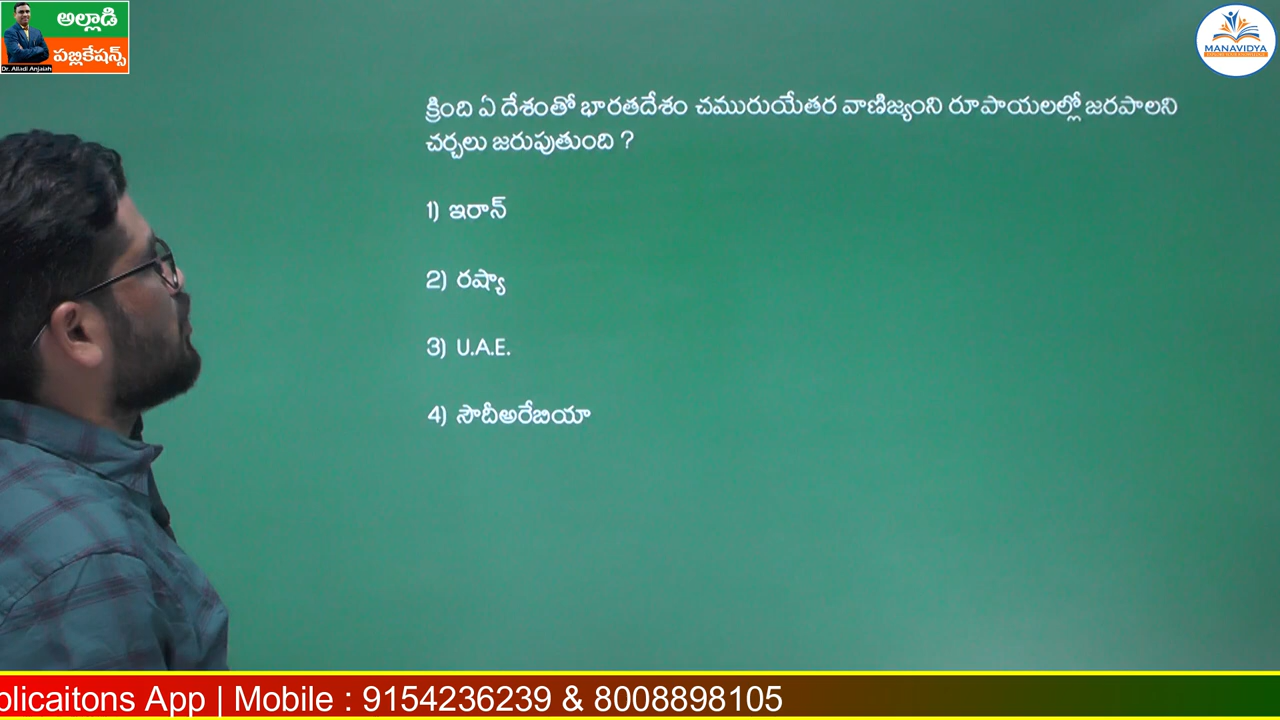 అల్లాడి
పబ్లికేషన్స్
Dr. Alladi Anjaiah
MANAVIDYA
క్రింది ఏ దేశంతో భారతదేశం చమురుయేతర వాణిజ్యంని రూపాయలల్లో జరపాలని
చర్చలు జరుపుతుంది ?
1) ఇరాన్
2) రష్యా
3) U.A.E.
4) సౌదీఅరేబియా
plicaitons App | Mobile : 9154236239 & 8008898105